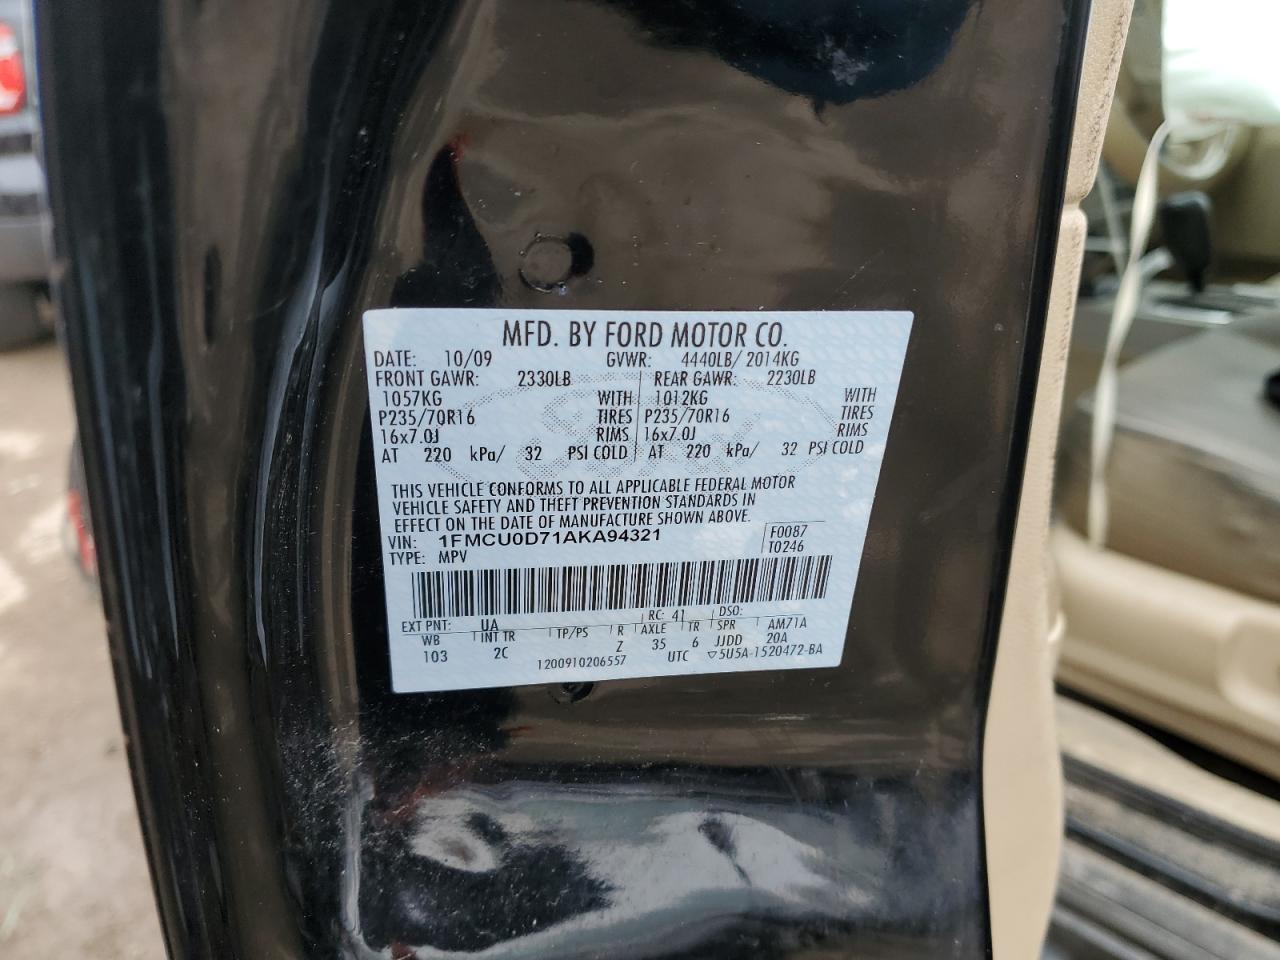 MFD. BY FORD MOTOR CO.
DATE: 10/09 GVWR: 4440LB/ 2014KG
FRONT GAWR: 2330LB REAR GAWR: 2230LB
1057KG WITH 1012KG WITH
P235/70R16 TIRES P235/70R16 TIRES
16x7.0J RIMS 16x7.0J RIMS
AT 220 kPa/ 32 PSI COLD AT 220 kPa/ 32 PSI COLD
THIS VEHICLE CONFORMS TO ALL APPLICABLE FEDERAL MOTOR
VEHICLE SAFETY AND THEFT PREVENTION STANDARDS IN
EFFECT ON THE DATE OF MANUFACTURE SHOWN ABOVE.
VIN: 1FMCU0D71AKA94321 F0087
TYPE: MPV T0246
EXT PNT: UA RC: 41 DSO:
WB INT TR TP/PS R AXLE TR SPR AM71A
103 2C Z 35 6 JJDD 20A
1200910206557 UTC ▽5U5A-1520472-BA